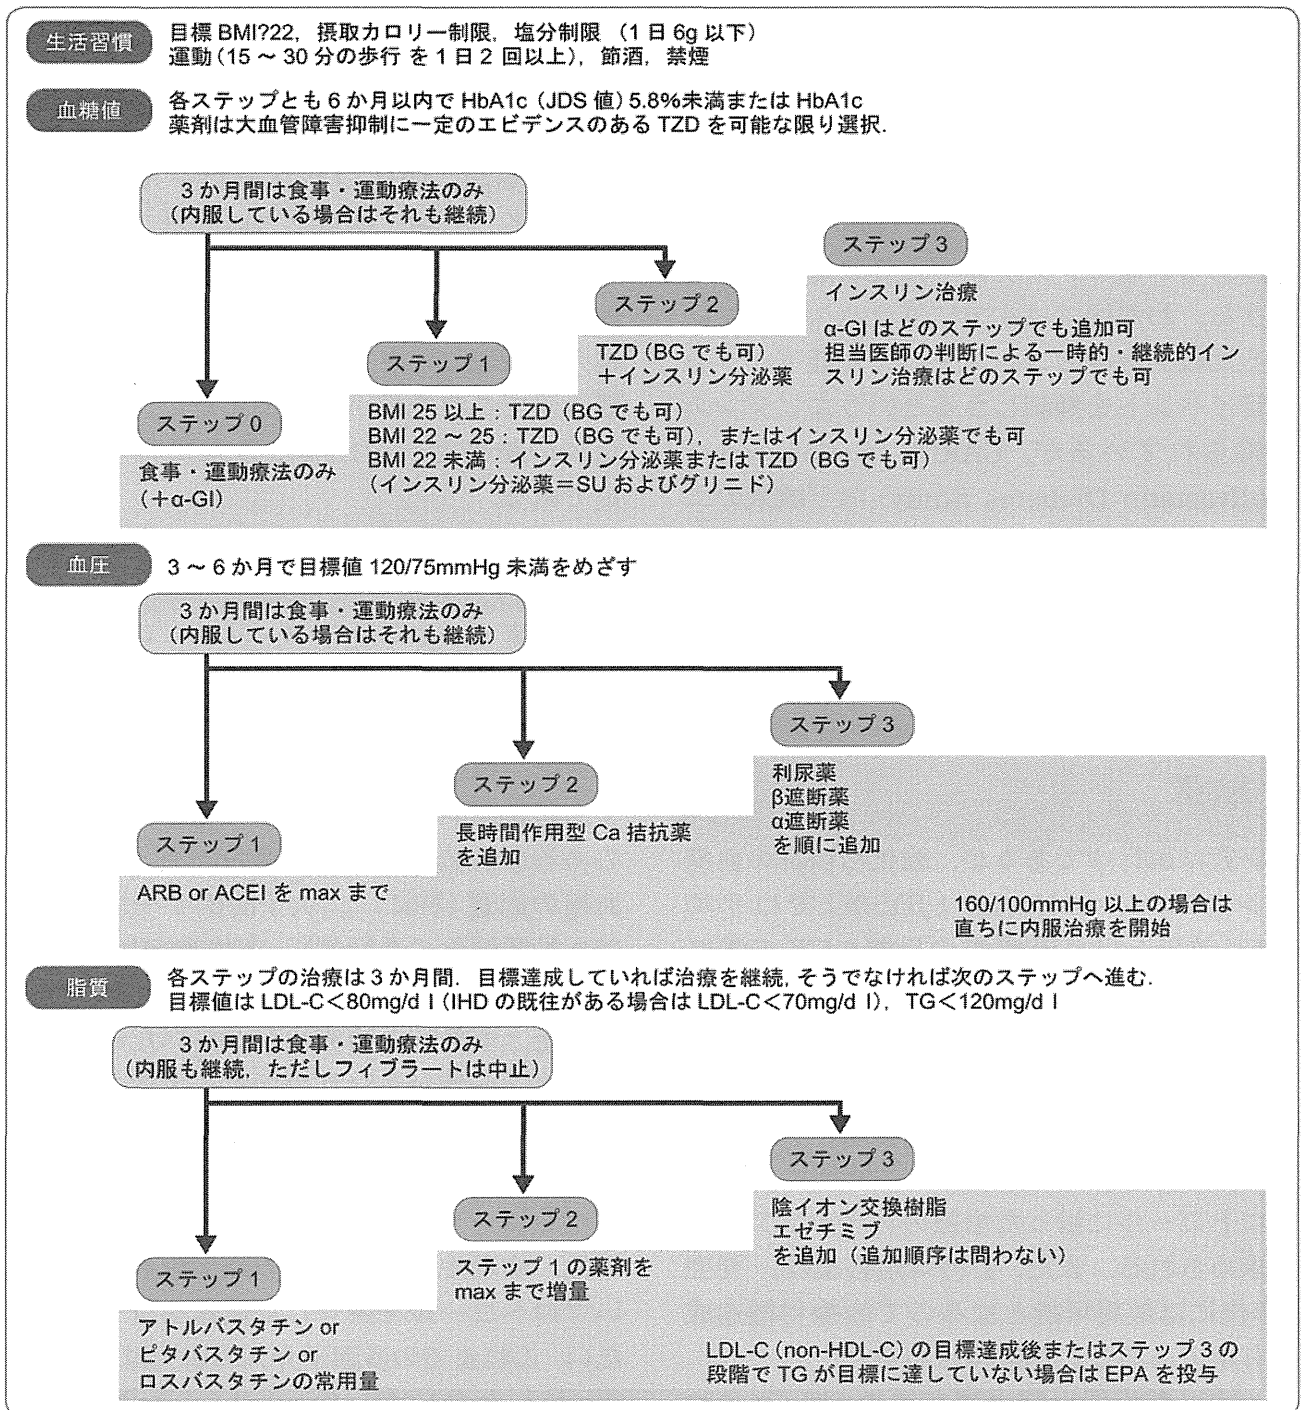 生活習慣
目標 BMI?22, 摂取カロリー制限, 塩分制限 (1 日 6g 以下)
運動(15 ~ 30 分の歩行 を 1 日 2 回以上), 節酒, 禁煙
血糖値
各ステップとも 6 か月以内で HbA1c (JDS 値) 5.8%未満または HbA1c
薬剤は大血管障害抑制に一定のエビデンスのある TZD を可能な限り選択.
3 か月間は食事・運動療法のみ
(内服している場合はそれも継続)
ステップ 3
インスリン治療
α-GI はどのステップでも追加可
担当医師の判断による一時的・継続的イン
スリン治療はどのステップでも可
ステップ 2
TZD (BG でも可)
+インスリン分泌薬
ステップ 1
BMI 25 以上:TZD (BG でも可)
BMI 22 ~ 25:TZD (BG でも可), またはインスリン分泌薬でも可
BMI 22 未満:インスリン分泌薬または TZD (BG でも可)
(インスリン分泌薬=SU およびグリニド)
ステップ 0
食事・運動療法のみ
(+α-GI)
血圧
3 ~ 6 か月で目標値 120/75mmHg 未満をめざす
3 か月間は食事・運動療法のみ
(内服している場合はそれも継続)
ステップ 3
利尿薬
β遮断薬
α遮断薬
を順に追加
ステップ 2
長時間作用型 Ca 拮抗薬
を追加
ステップ 1
ARB or ACEI を max まで
160/100mmHg 以上の場合は
直ちに内服治療を開始
脂質
各ステップの治療は 3 か月間. 目標達成していれば治療を継続, そうでなければ次のステップへ進む.
目標値は LDL-C<80mg/d l (IHD の既往がある場合は LDL-C<70mg/d l), TG<120mg/d l
3 か月間は食事・運動療法のみ
(内服も継続, ただしフィブラートは中止)
ステップ 3
陰イオン交換樹脂
エゼチミブ
を追加 (追加順序は問わない)
ステップ 2
ステップ 1 の薬剤を
max まで増量
ステップ 1
アトルバスタチン or
ピタバスタチン or
ロスバスタチンの常用量
LDL-C (non-HDL-C) の目標達成後またはステップ 3 の
段階で TG が目標に達していない場合は EPA を投与